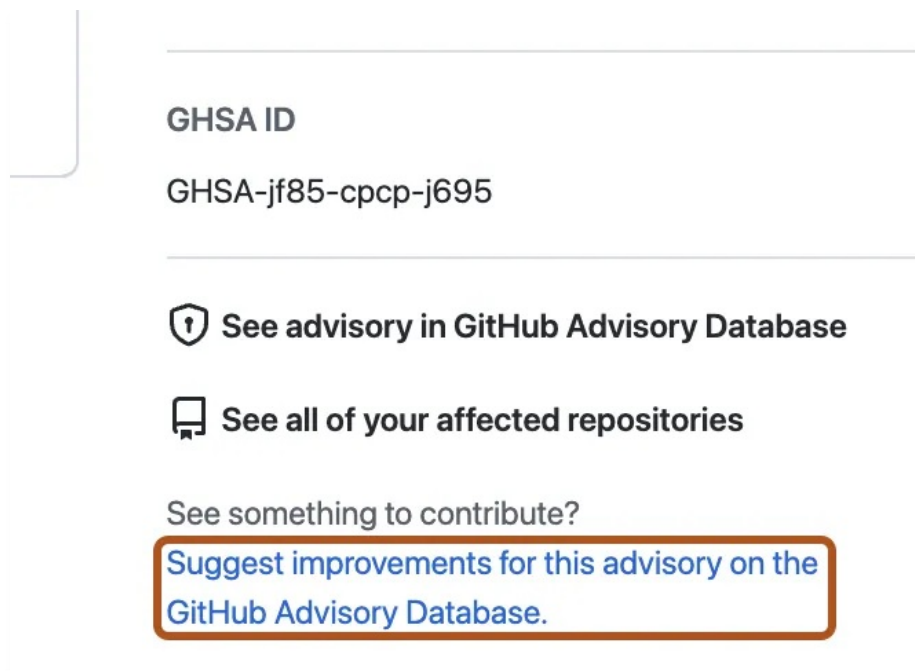 GHSA ID
GHSA-jf85-cpcp-j695
See advisory in GitHub Advisory Database
See all of your affected repositories
See something to contribute?
Suggest improvements for this advisory on the
GitHub Advisory Database.